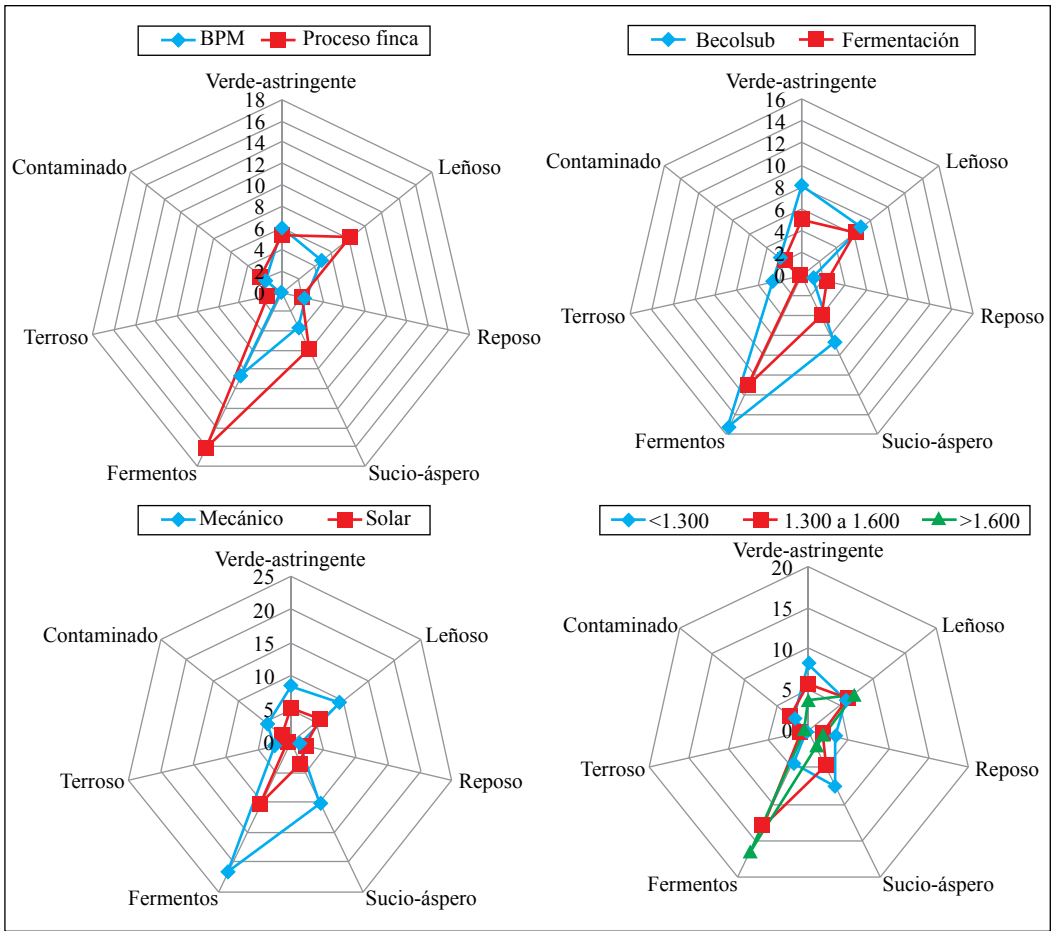 BPM Proceso finca
Verde-astringente
18
16
14
12
10
8
6
4
2
0
Contaminado
Leñoso
Terroso
Reposo
Fermentos
Sucio-áspero
Becolsub Fermentación
Verde-astringente
16
14
12
10
8
6
4
2
0
Contaminado
Leñoso
Terroso
Reposo
Fermentos
Sucio-áspero
Mecánico Solar
Verde-astringente
25
20
15
10
5
0
Contaminado
Leñoso
Terroso
Reposo
Fermentos
Sucio-áspero
<1.300 1.300 a 1.600 >1.600
Verde-astringente
20
15
10
5
0
Contaminado
Leñoso
Terroso
Reposo
Fermentos
Sucio-áspero